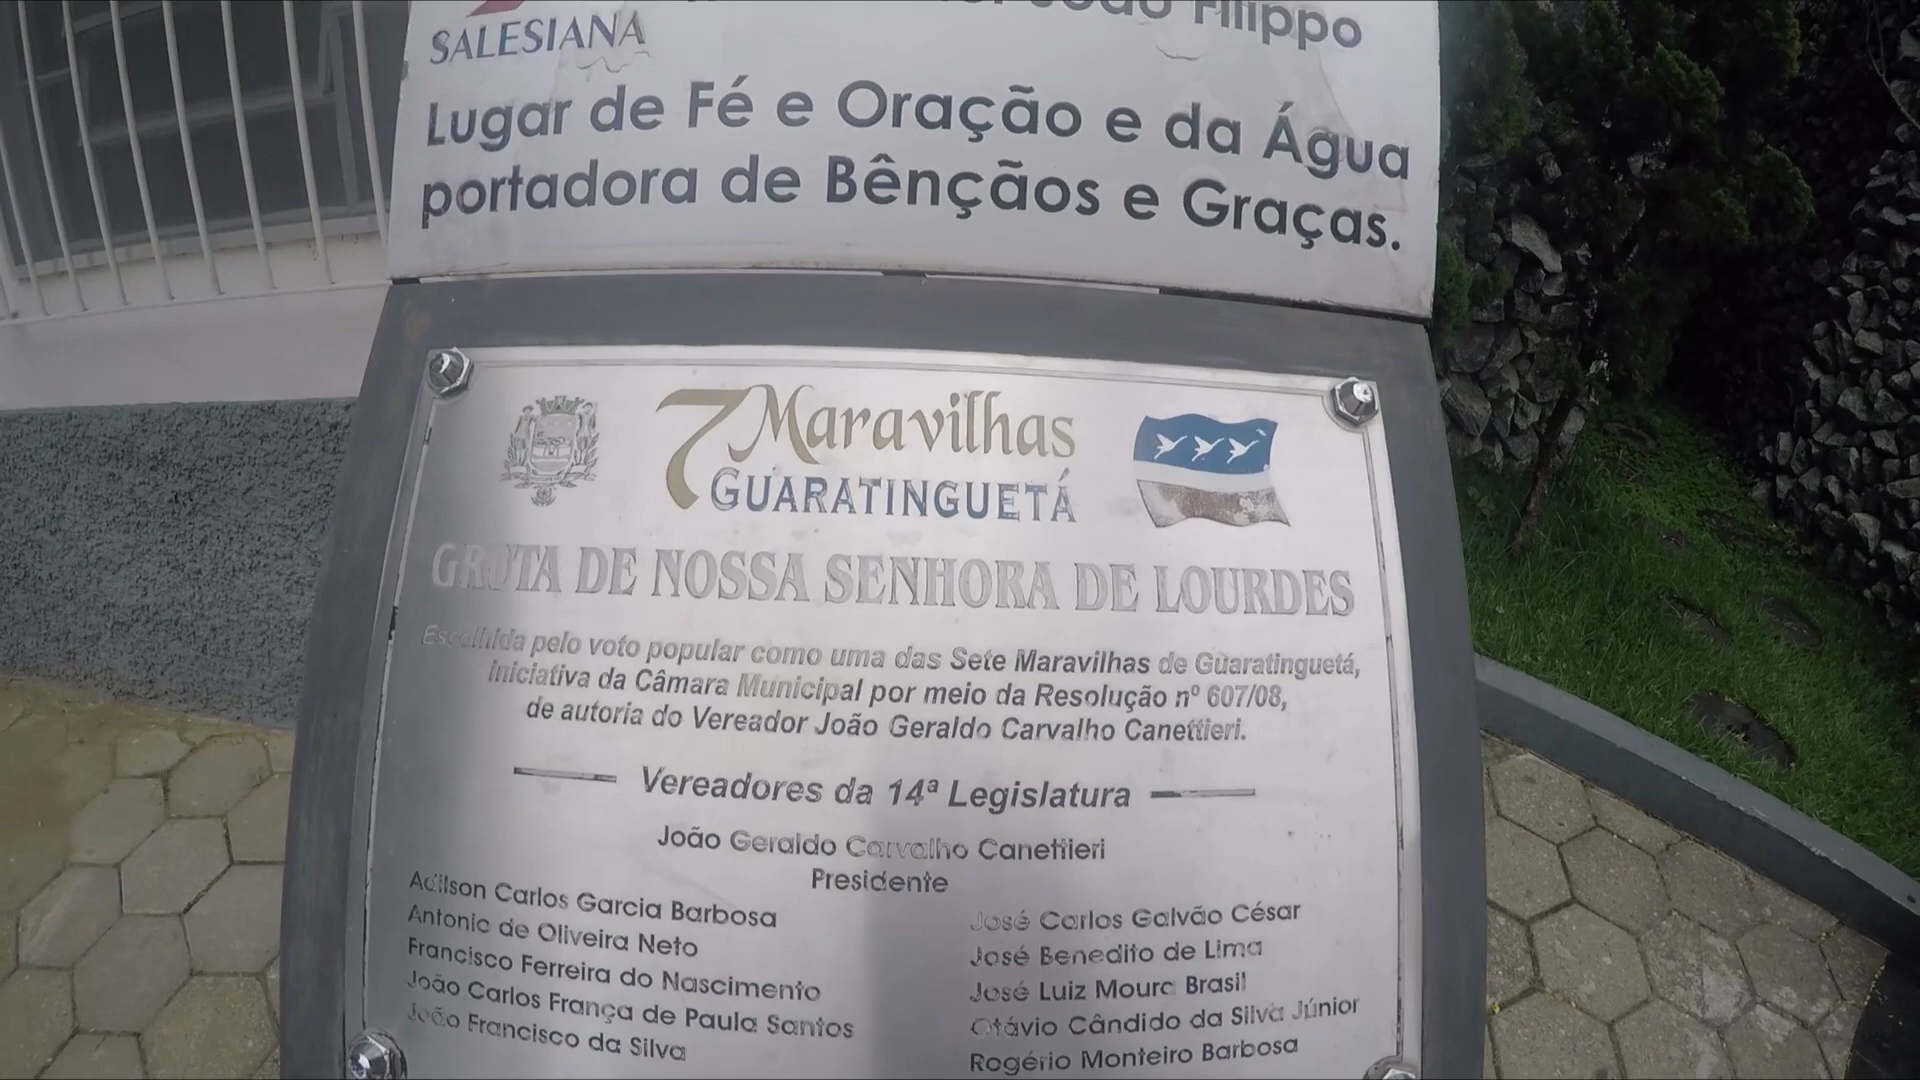 SALESIANA
João Filippo
Lugar de Fé e Oração e da Água
portadora de Bênçãos e Graças.
7 Maravilhas
GUARATINGUETÁ
GRUTA DE NOSSA SENHORA DE LOURDES
Escolhida pelo voto popular como uma das Sete Maravilhas de Guaratinguetá,
iniciativa da Câmara Municipal por meio da Resolução nº 607/08,
de autoria do Vereador João Geraldo Carvalho Canettieri.
Vereadores da 14ª Legislatura
João Geraldo Carvalho Canettieri
Presidente
Adilson Carlos Garcia Barbosa
Antonio de Oliveira Neto
Francisco Ferreira do Nascimento
João Carlos França de Paula Santos
João Francisco da Silva
José Carlos Galvão César
José Benedito de Lima
José Luiz Moura Brasil
Otávio Cândido da Silva Júnior
Rogério Monteiro Barbosa